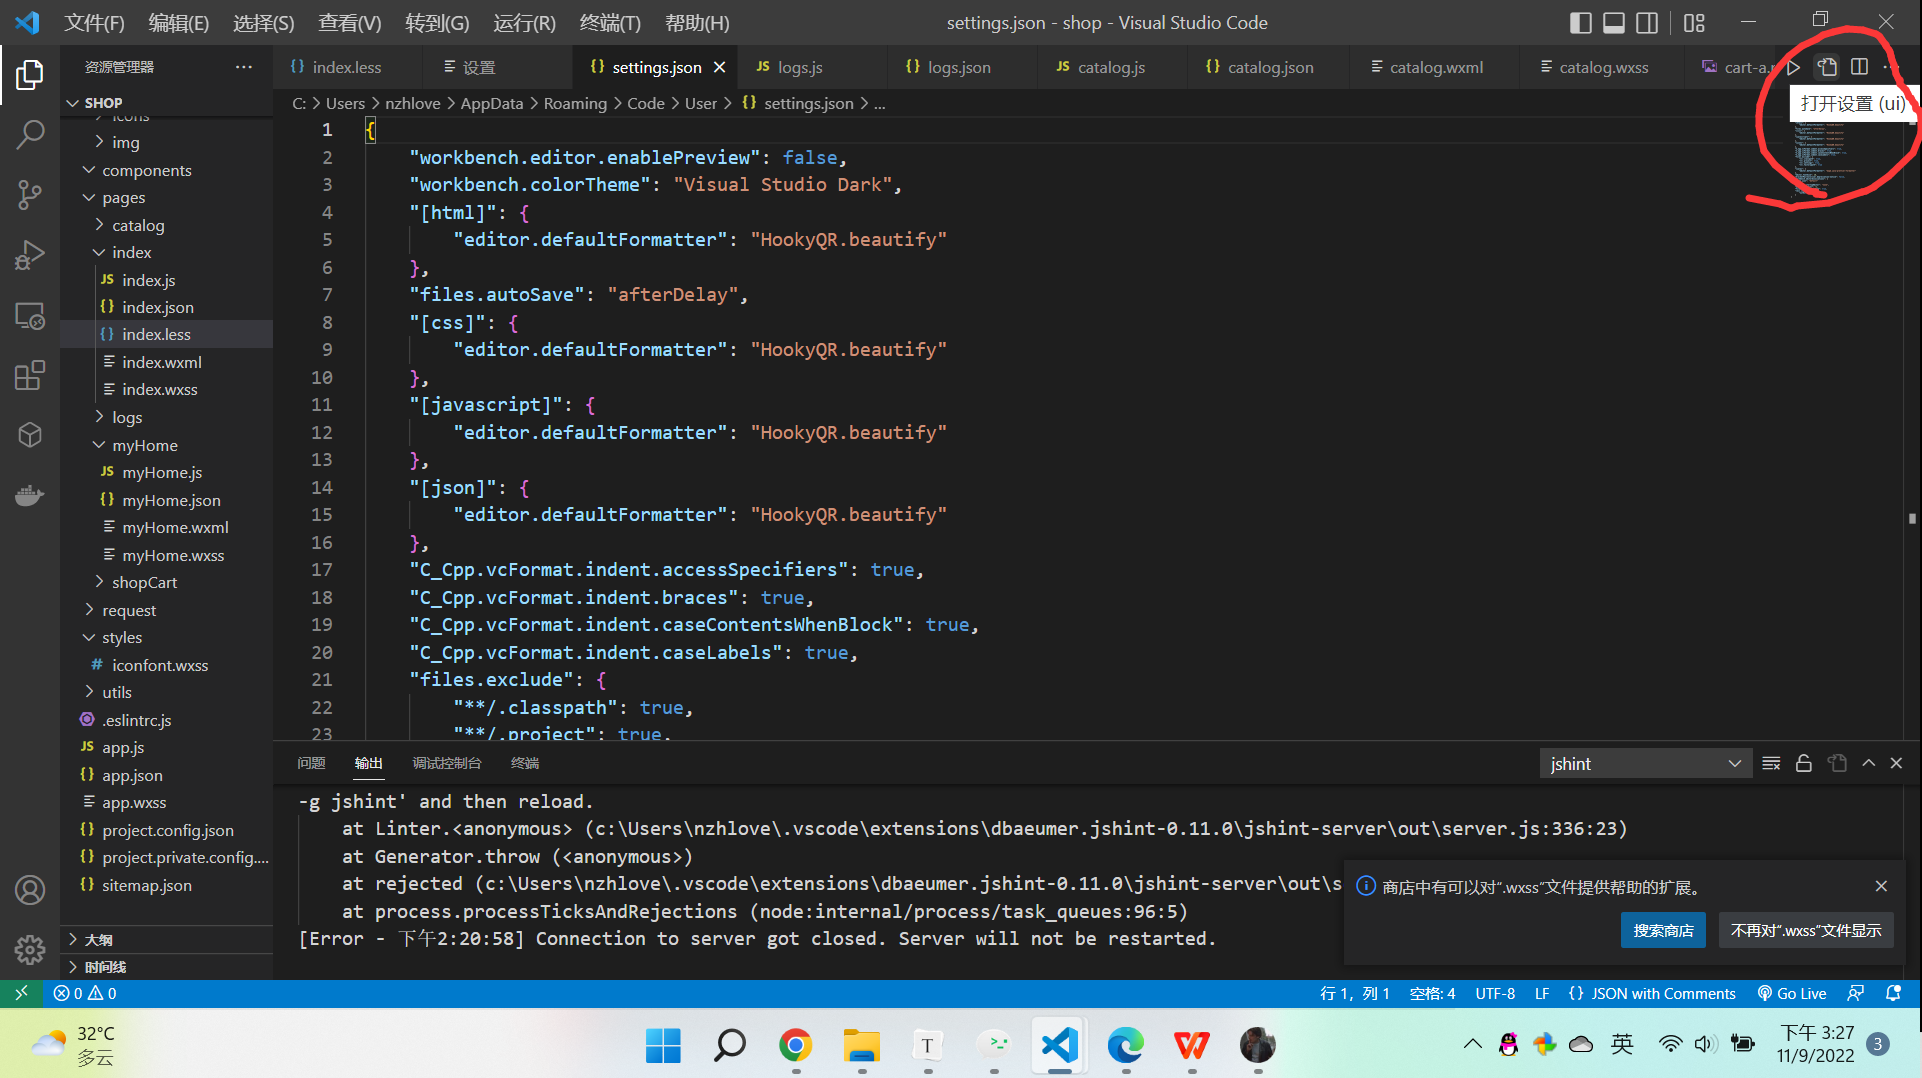 文件(F) 编辑(E) 选择(S) 查看(V) 转到(G) 运行(R) 终端(T) 帮助(H) settings.json - shop - Visual Studio Code
资源管理器 ···
index.less 设置 settings.json logs.js logs.json catalog.js catalog.json catalog.wxml catalog.wxss
打开设置 (ui)
C: > Users > nzhlove > AppData > Roaming > Code > User > {} settings.json > ...
SHOP
icons
img
components
pages
catalog
index
JS index.js
{} index.json
{} index.less
index.wxml
index.wxss
logs
myHome
JS myHome.js
{} myHome.json
myHome.wxml
myHome.wxss
shopCart
request
styles
# iconfont.wxss
utils
.eslintrc.js
JS app.js
{} app.json
app.wxss
{} project.config.json
{} project.private.config....
{} sitemap.json
大纲
时间线
1 {
2 "workbench.editor.enablePreview": false,
3 "workbench.colorTheme": "Visual Studio Dark",
4 "[html]": {
5 "editor.defaultFormatter": "HookyQR.beautify"
6 },
7 "files.autoSave": "afterDelay",
8 "[css]": {
9 "editor.defaultFormatter": "HookyQR.beautify"
10 },
11 "[javascript]": {
12 "editor.defaultFormatter": "HookyQR.beautify"
13 },
14 "[json]": {
15 "editor.defaultFormatter": "HookyQR.beautify"
16 },
17 "C_Cpp.vcFormat.indent.accessSpecifiers": true,
18 "C_Cpp.vcFormat.indent.braces": true,
19 "C_Cpp.vcFormat.indent.caseContentsWhenBlock": true,
20 "C_Cpp.vcFormat.indent.caseLabels": true,
21 "files.exclude": {
22 "**/.classpath": true,
23 "**/.project": true,
问题 输出 调试控制台 终端 jshint
-g jshint' and then reload.
at Linter.<anonymous> (c:\Users\nzhlove\.vscode\extensions\dbaeumer.jshint-0.11.0\jshint-server\out\server.js:336:23)
at Generator.throw (<anonymous>)
at rejected (c:\Users\nzhlove\.vscode\extensions\dbaeumer.jshint-0.11.0\jshint-server\out\s
at process.processTicksAndRejections (node:internal/process/task_queues:96:5)
[Error - 下午2:20:58] Connection to server got closed. Server will not be restarted.
商店中有可以对“.wxss”文件提供帮助的扩展。
搜索商店 不再对“.wxss”文件显示
0 0 行 1，列 1 空格: 4 UTF-8 LF {} JSON with Comments Go Live
32°C
多云
T 英
下午 3:27
11/9/2022 3